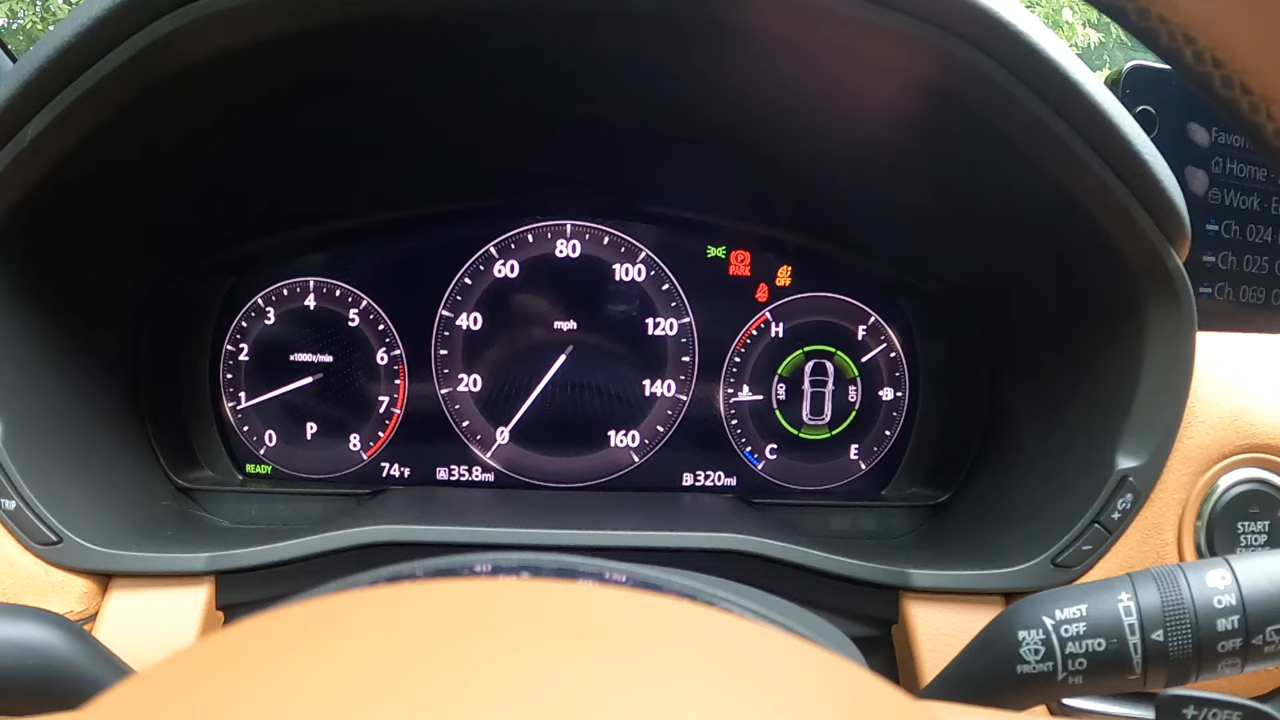 4
3
5
2
x1000r/min
6
1
7
0
P
8
READY
74°F
80
60
100
mph
40
120
20
140
0
160
A 35.8mi
320mi
P
PARK
OFF
H
F
OFF
OFF
C
E
Home -
Work - E
Ch. 024
Ch. 025
Ch. 069
TRIP
+
-
START
STOP
MIST
OFF
AUTO
LO
HI
PULL
FRONT
ON
INT
OFF
+/OFF